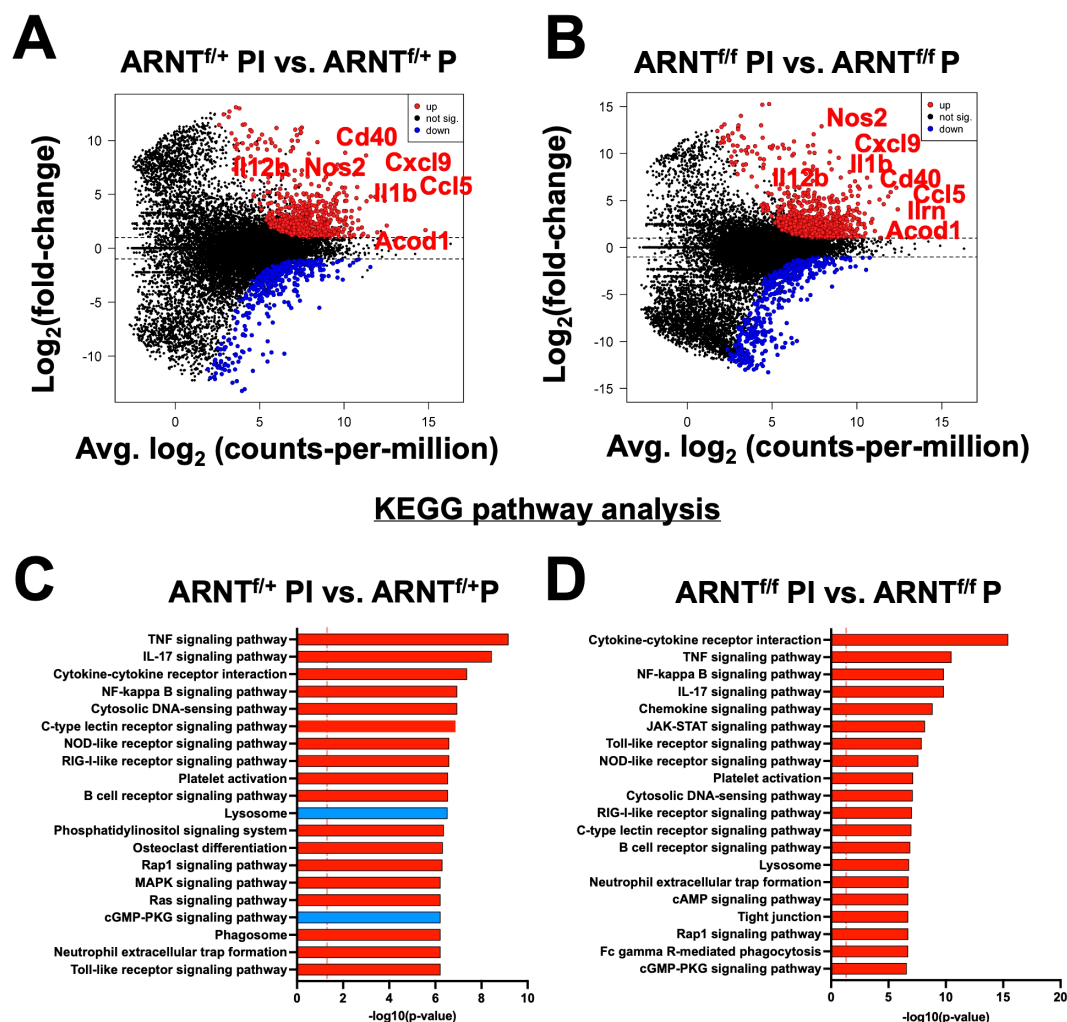 A
ARNTf/+ PI vs. ARNTf/+ P
Log2(fold-change)
10
5
0
-5
-10
up
not sig.
down
Cd40
Il12b
Nos2
Cxcl9
Il1b
Ccl5
Acod1
0
5
10
15
Avg. log2 (counts-per-million)
B
ARNTf/f PI vs. ARNTf/f P
Log2(fold-change)
15
10
5
0
-5
-10
-15
up
not sig.
down
Nos2
Cxcl9
Il1b
Il12b
Cd40
Ccl5
Ilrn
Acod1
0
5
10
15
Avg. log2 (counts-per-million)
KEGG pathway analysis
C
ARNTf/+ PI vs. ARNTf/+P
TNF signaling pathway
IL-17 signaling pathway
Cytokine-cytokine receptor interaction
NF-kappa B signaling pathway
Cytosolic DNA-sensing pathway
C-type lectin receptor signaling pathway
NOD-like receptor signaling pathway
RIG-I-like receptor signaling pathway
Platelet activation
B cell receptor signaling pathway
Lysosome
Phosphatidylinositol signaling system
Osteoclast differentiation
Rap1 signaling pathway
MAPK signaling pathway
Ras signaling pathway
cGMP-PKG signaling pathway
Phagosome
Neutrophil extracellular trap formation
Toll-like receptor signaling pathway
0
2
4
6
8
10
-log10(p-value)
D
ARNTf/f PI vs. ARNTf/f P
Cytokine-cytokine receptor interaction
TNF signaling pathway
NF-kappa B signaling pathway
IL-17 signaling pathway
Chemokine signaling pathway
JAK-STAT signaling pathway
Toll-like receptor signaling pathway
NOD-like receptor signaling pathway
Platelet activation
Cytosolic DNA-sensing pathway
RIG-I-like receptor signaling pathway
C-type lectin receptor signaling pathway
B cell receptor signaling pathway
Lysosome
Neutrophil extracellular trap formation
cAMP signaling pathway
Tight junction
Rap1 signaling pathway
Fc gamma R-mediated phagocytosis
cGMP-PKG signaling pathway
0
5
10
15
20
-log10(p-value)